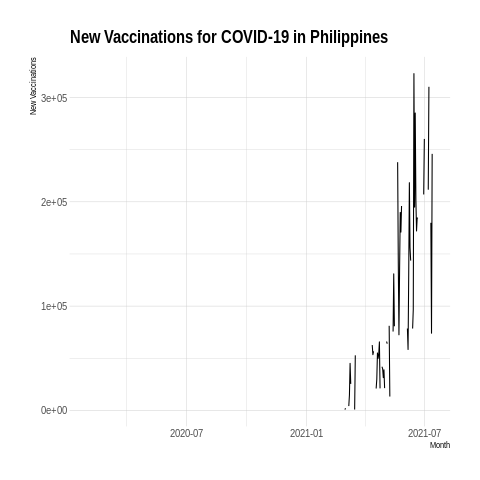 New Vaccinations for COVID-19 in Philippines
New Vaccinations
3e+05
2e+05
1e+05
0e+00
2020-07
2021-01
2021-07
Month